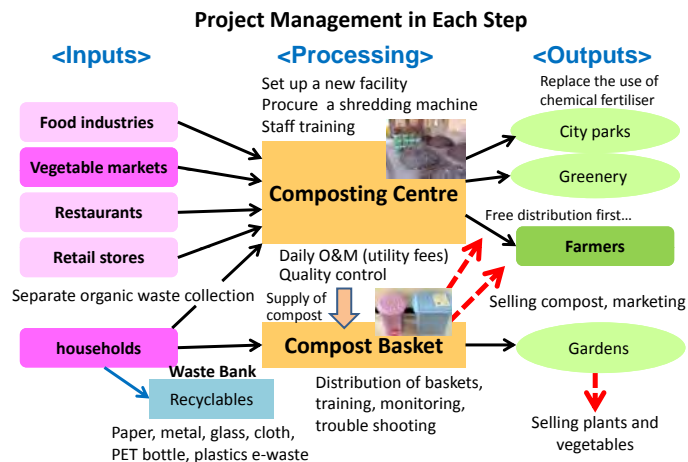 Project Management in Each Step
<Inputs>
<Processing>
<Outputs>
Set up a new facility
Procure  a shredding machine
Staff training
Replace the use of
chemical fertiliser
Food industries
Vegetable markets
Restaurants
Retail stores
Composting Centre
City parks
Greenery
Free distribution first...
Farmers
Daily O&M (utility fees)
Quality control
Separate organic waste collection
Supply of
compost
Selling compost, marketing
households
Compost Basket
Gardens
Waste Bank
Recyclables
Distribution of baskets,
training, monitoring,
trouble shooting
Paper, metal, glass, cloth,
PET bottle, plastics e-waste
Selling plants and
vegetables